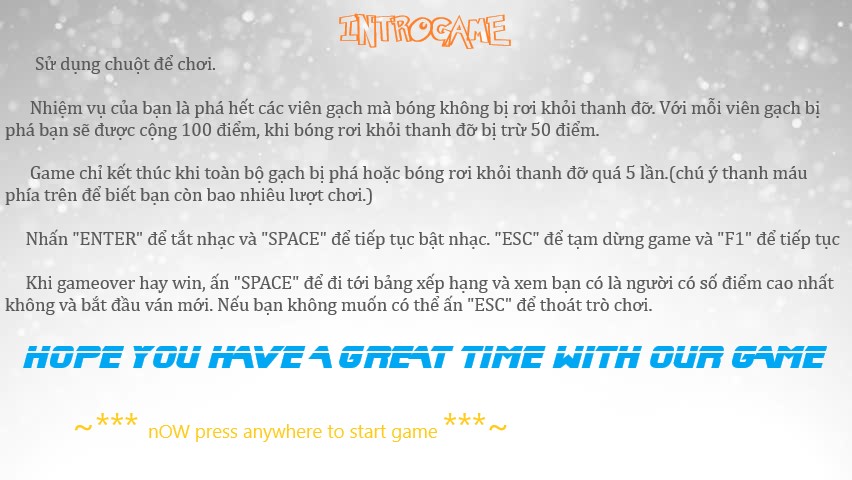 INTROGAME
Sử dụng chuột để chơi.
Nhiệm vụ của bạn là phá hết các viên gạch mà bóng không bị rơi khỏi thanh đỡ. Với mỗi viên gạch bị
phá bạn sẽ được cộng 100 điểm, khi bóng rơi khỏi thanh đỡ bị trừ 50 điểm.
Game chỉ kết thúc khi toàn bộ gạch bị phá hoặc bóng rơi khỏi thanh đỡ quá 5 lần.(chú ý thanh máu
phía trên để biết bạn còn bao nhiêu lượt chơi.)
Nhấn "ENTER" để tắt nhạc và "SPACE" để tiếp tục bật nhạc. "ESC" để tạm dừng game và "F1" để tiếp tục
Khi gameover hay win, ấn "SPACE" để đi tới bảng xếp hạng và xem bạn có là người có số điểm cao nhất
không và bắt đầu ván mới. Nếu bạn không muốn có thể ấn "ESC" để thoát trò chơi.
HOPE YOU HAVE A GREAT TIME WITH OUR GAME
~*** nOW press anywhere to start game ***~